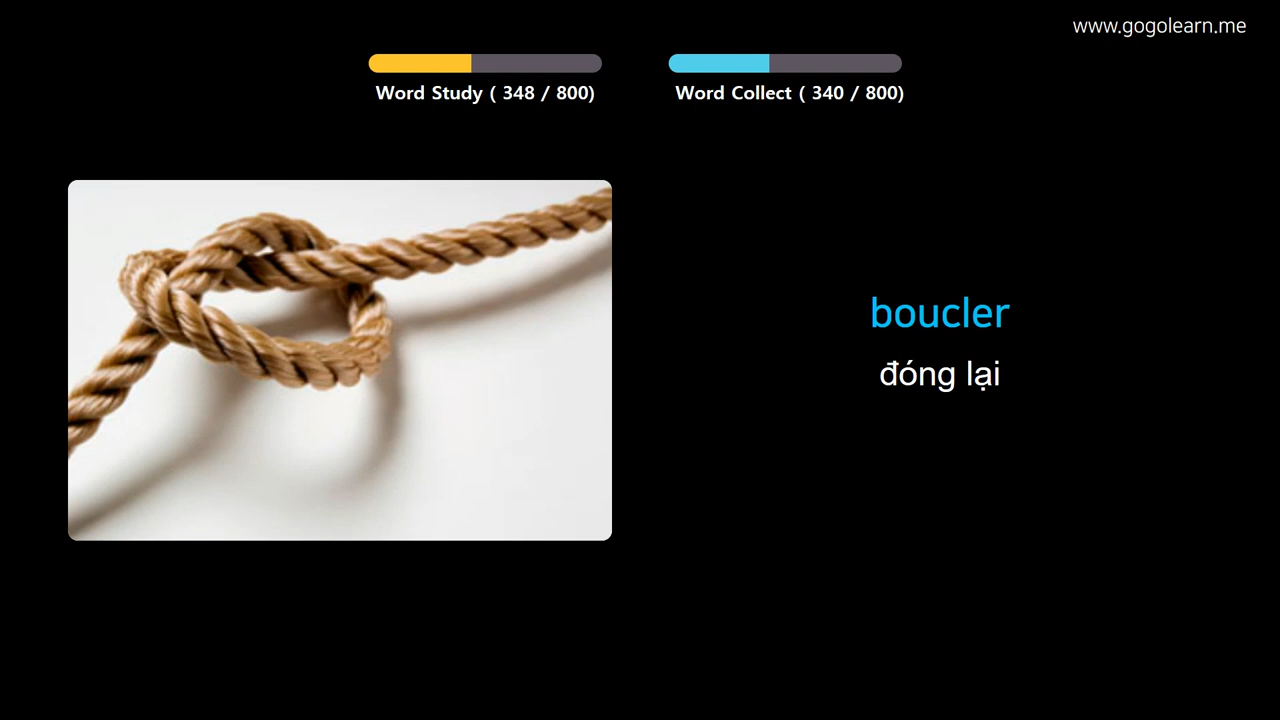 www.gogolearn.me
Word Study ( 348 / 800)
Word Collect ( 340 / 800)
boucler
đóng lại